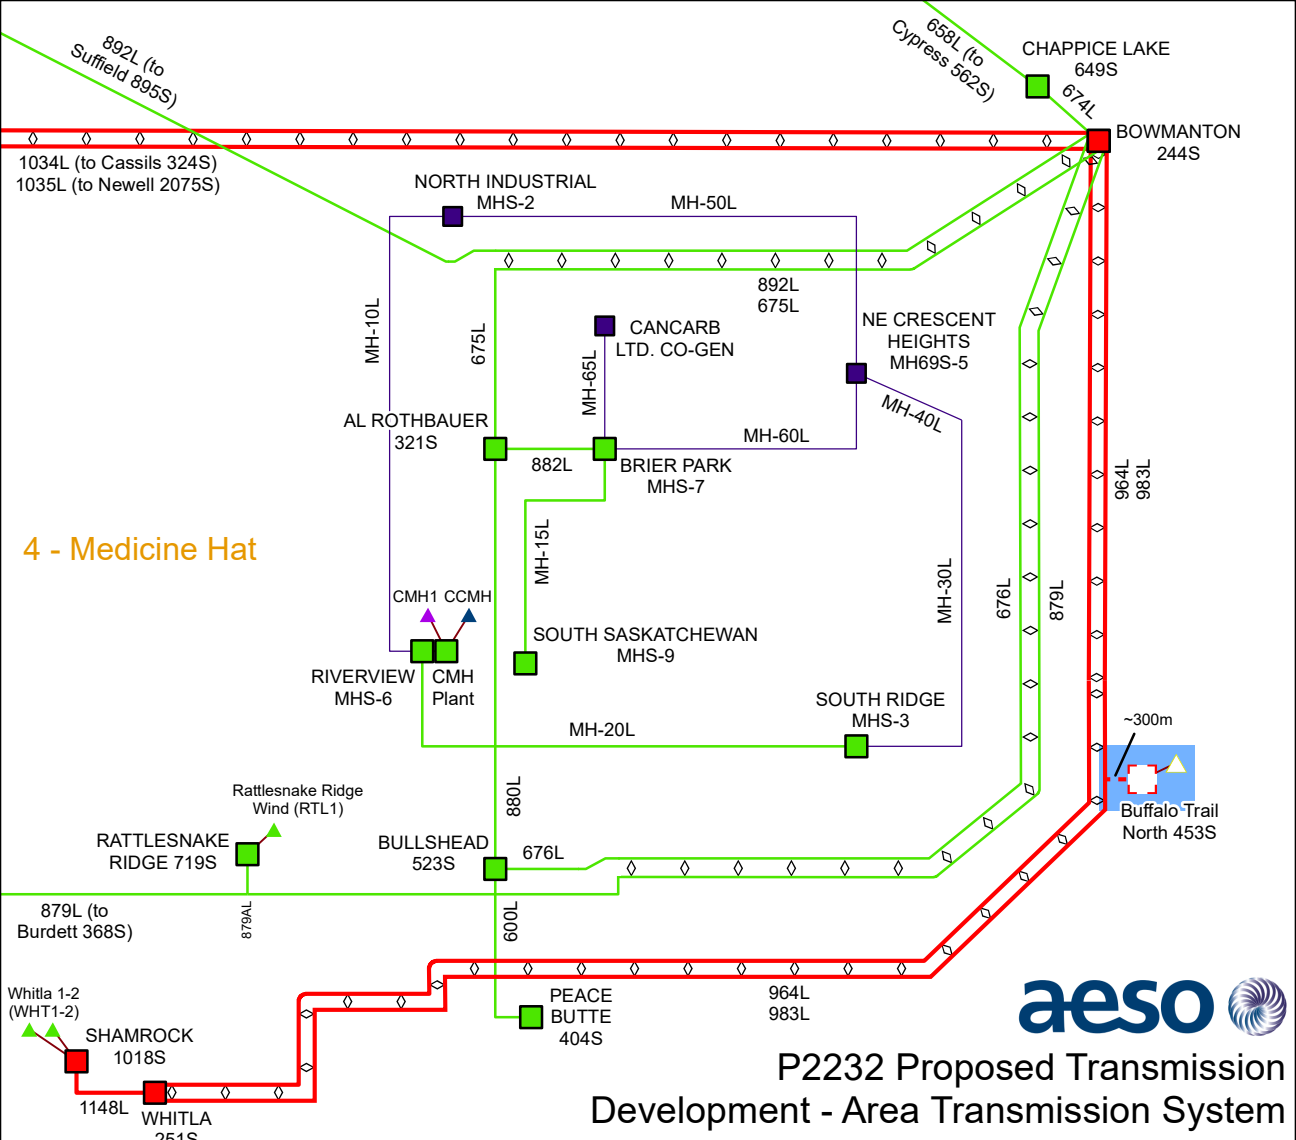 892L (to
Suffield 895S)
658L (to
Cypress 562S)
CHAPPICE LAKE
649S
674L
BOWMANTON
244S
1034L (to Cassils 324S)
1035L (to Newell 2075S)
NORTH INDUSTRIAL
MHS-2
MH-50L
892L
675L
MH-10L
675L
CANCARB
LTD. CO-GEN
MH-65L
NE CRESCENT
HEIGHTS
MH69S-5
MH-40L
AL ROTHBAUER
321S
882L
MH-60L
BRIER PARK
MHS-7
964L
983L
4 - Medicine Hat
MH-15L
MH-30L
676L
879L
CMH1
CCMH
SOUTH SASKATCHEWAN
MHS-9
RIVERVIEW
MHS-6
CMH
Plant
SOUTH RIDGE
MHS-3
MH-20L
~300m
Rattlesnake Ridge
Wind (RTL1)
880L
Buffalo Trail
North 453S
RATTLESNAKE
RIDGE 719S
BULLSHEAD
523S
676L
879L (to
Burdett 368S)
879AL
600L
Whitla 1-2
(WHT1-2)
PEACE
BUTTE
404S
964L
983L
aeso
SHAMROCK
1018S
1148L
WHITLA
251S
P2232 Proposed Transmission
Development - Area Transmission System